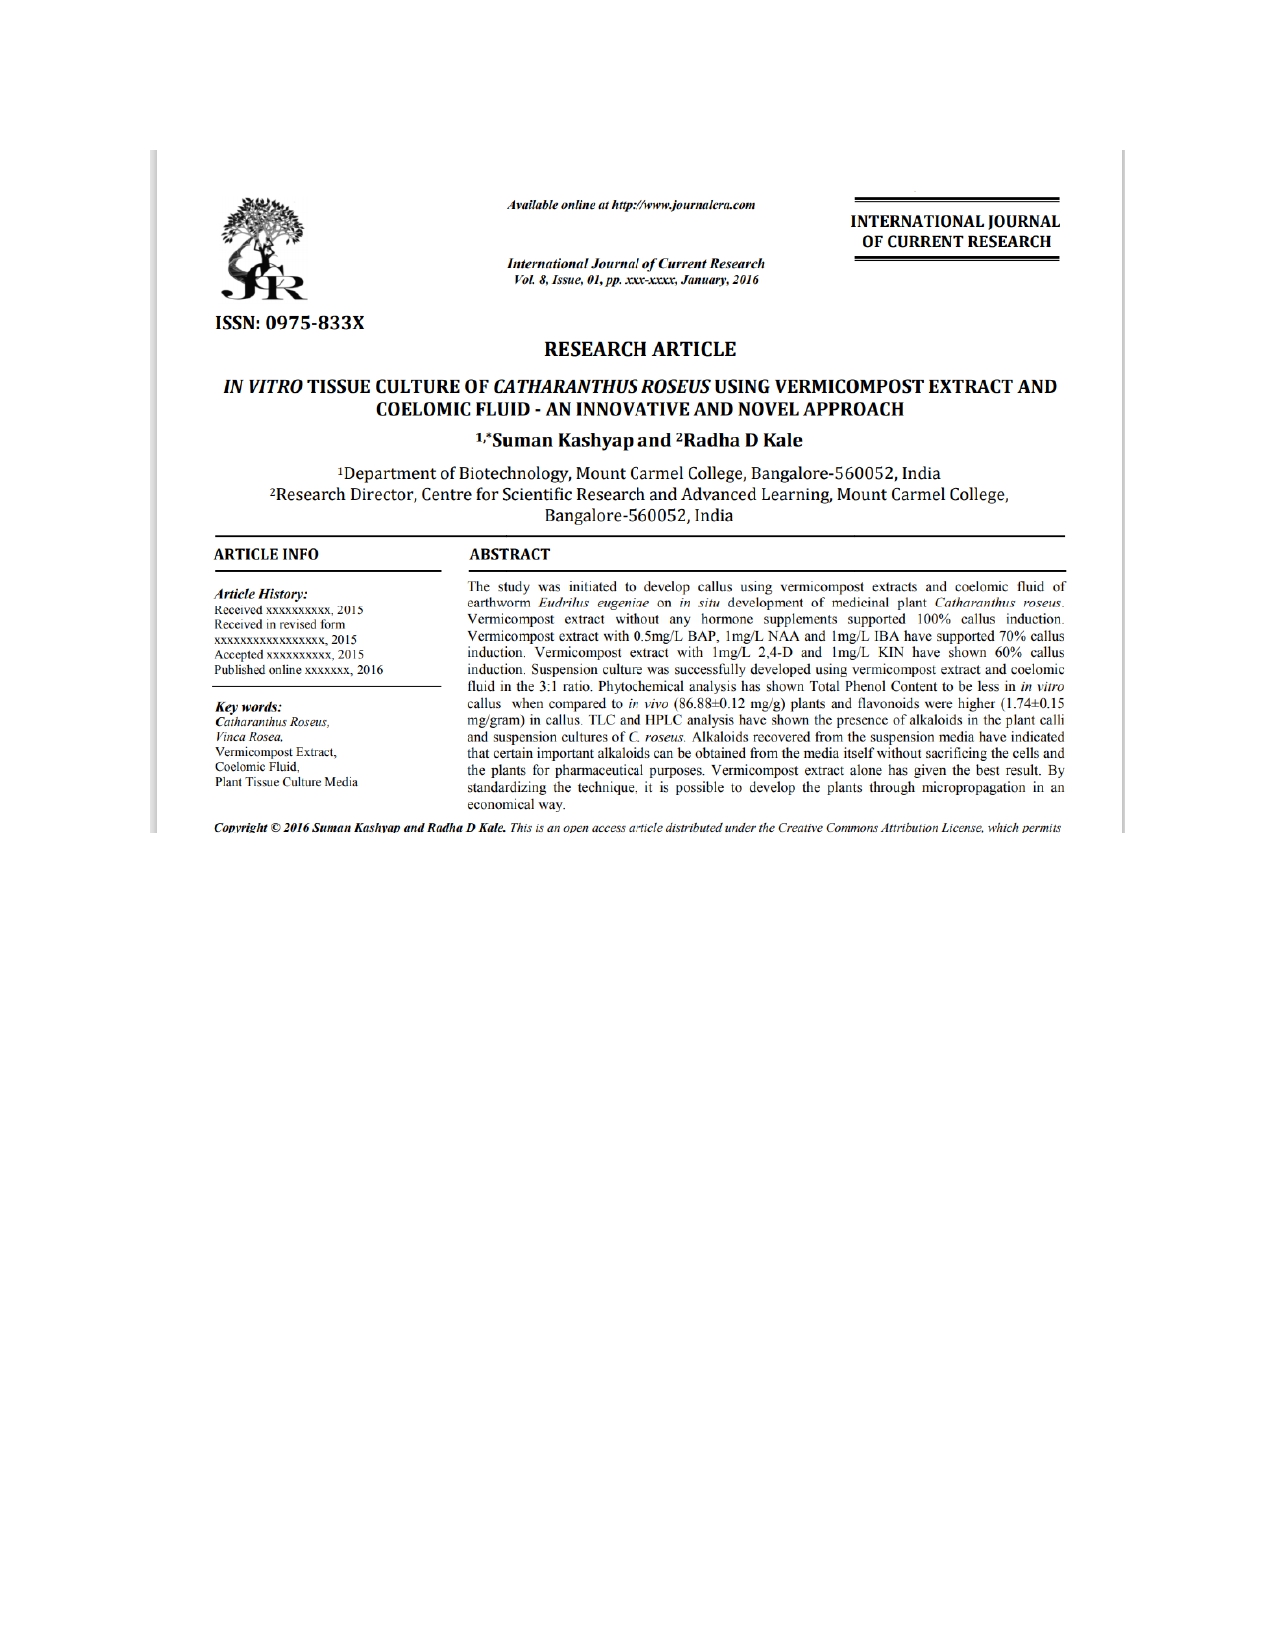 Available online at http://www.journalcra.com
INTERNATIONAL JOURNAL
OF CURRENT RESEARCH
International Journal of Current Research
Vol. 8, Issue, 01, pp. xxx-xxxx, January, 2016
JCR
ISSN: 0975-833X
RESEARCH ARTICLE
IN VITRO TISSUE CULTURE OF CATHARANTHUS ROSEUS USING VERMICOMPOST EXTRACT AND
COELOMIC FLUID - AN INNOVATIVE AND NOVEL APPROACH
1,*Suman Kashyap and 2Radha D Kale
1Department of Biotechnology, Mount Carmel College, Bangalore-560052, India
2Research Director, Centre for Scientific Research and Advanced Learning, Mount Carmel College,
Bangalore-560052, India
ARTICLE INFO
Article History:
Received xxxxxxxxxx, 2015
Received in revised form
xxxxxxxxxxxxxxxxx, 2015
Accepted xxxxxxxxxx, 2015
Published online xxxxxxx, 2016
Key words:
Catharanthus Roseus,
Vinca Rosea,
Vermicompost Extract,
Coelomic Fluid,
Plant Tissue Culture Media
ABSTRACT
The study was initiated to develop callus using vermicompost extracts and coelomic fluid of
earthworm Eudrilus eugeniae on in situ development of medicinal plant Catharanthus roseus.
Vermicompost extract without any hormone supplements supported 100% callus induction.
Vermicompost extract with 0.5mg/L BAP, 1mg/L NAA and 1mg/L IBA have supported 70% callus
induction. Vermicompost extract with 1mg/L 2,4-D and 1mg/L KIN have shown 60% callus
induction. Suspension culture was successfully developed using vermicompost extract and coelomic
fluid in the 3:1 ratio. Phytochemical analysis has shown Total Phenol Content to be less in in vitro
callus when compared to in vivo (86.88±0.12 mg/g) plants and flavonoids were higher (1.74±0.15
mg/gram) in callus. TLC and HPLC analysis have shown the presence of alkaloids in the plant calli
and suspension cultures of C. roseus. Alkaloids recovered from the suspension media have indicated
that certain important alkaloids can be obtained from the media itself without sacrificing the cells and
the plants for pharmaceutical purposes. Vermicompost extract alone has given the best result. By
standardizing the technique, it is possible to develop the plants through micropropagation in an
economical way.
Copyright © 2016 Suman Kashyap and Radha D Kale. This is an open access article distributed under the Creative Commons Attribution License, which permits